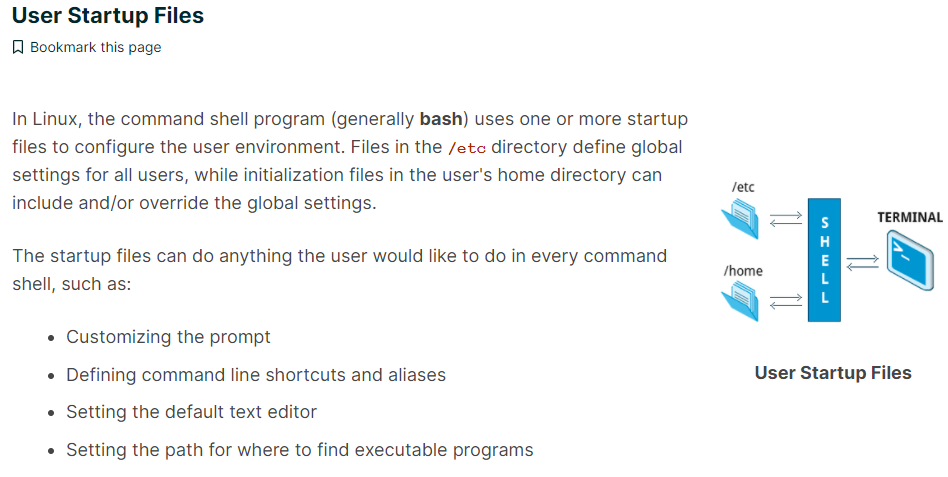 User Startup Files
Bookmark this page
In Linux, the command shell program (generally bash) uses one or more startup
files to configure the user environment. Files in the /etc directory define global
settings for all users, while initialization files in the user's home directory can
include and/or override the global settings.
The startup files can do anything the user would like to do in every command
shell, such as:
• Customizing the prompt
• Defining command line shortcuts and aliases
• Setting the default text editor
• Setting the path for where to find executable programs
/etc
/home
SHELL
TERMINAL
User Startup Files